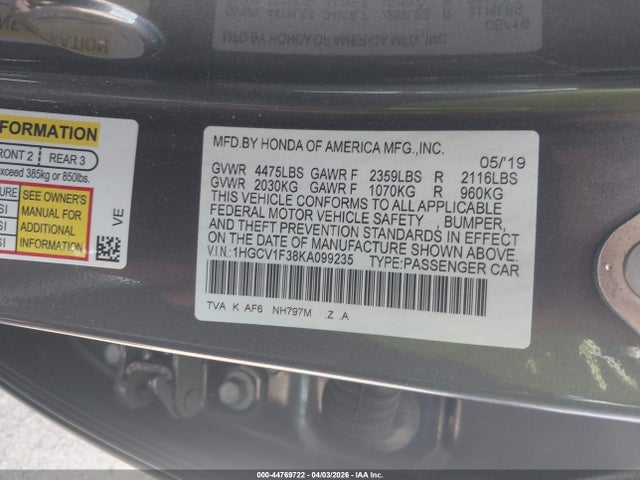 MFD.BY HONDA OF AMERICA MFG.,INC.
05/19
GVWR 4475LBS GAWR F 2359LBS R 2116LBS
GVWR 2030KG GAWR F 1070KG R 960KG
THIS VEHICLE CONFORMS TO ALL APPLICABLE
FEDERAL MOTOR VEHICLE SAFETY , BUMPER,
AND THEFT PREVENTION STANDARDS IN EFFECT
ON THE DATE OF MANUFACTURE SHOWN ABOVE.
V.I.N.:1HGCV1F38KA099235 TYPE:PASSENGER CAR
TVA K AF6 NH797M .Z .A
FORMATION
FRONT 2 REAR 3
exceed 385kg or 850lbs.
SEE OWNER'S
MANUAL FOR
ADDITIONAL
INFORMATION
VE
000-44769722 - 04/03/2026 - IAA Inc.